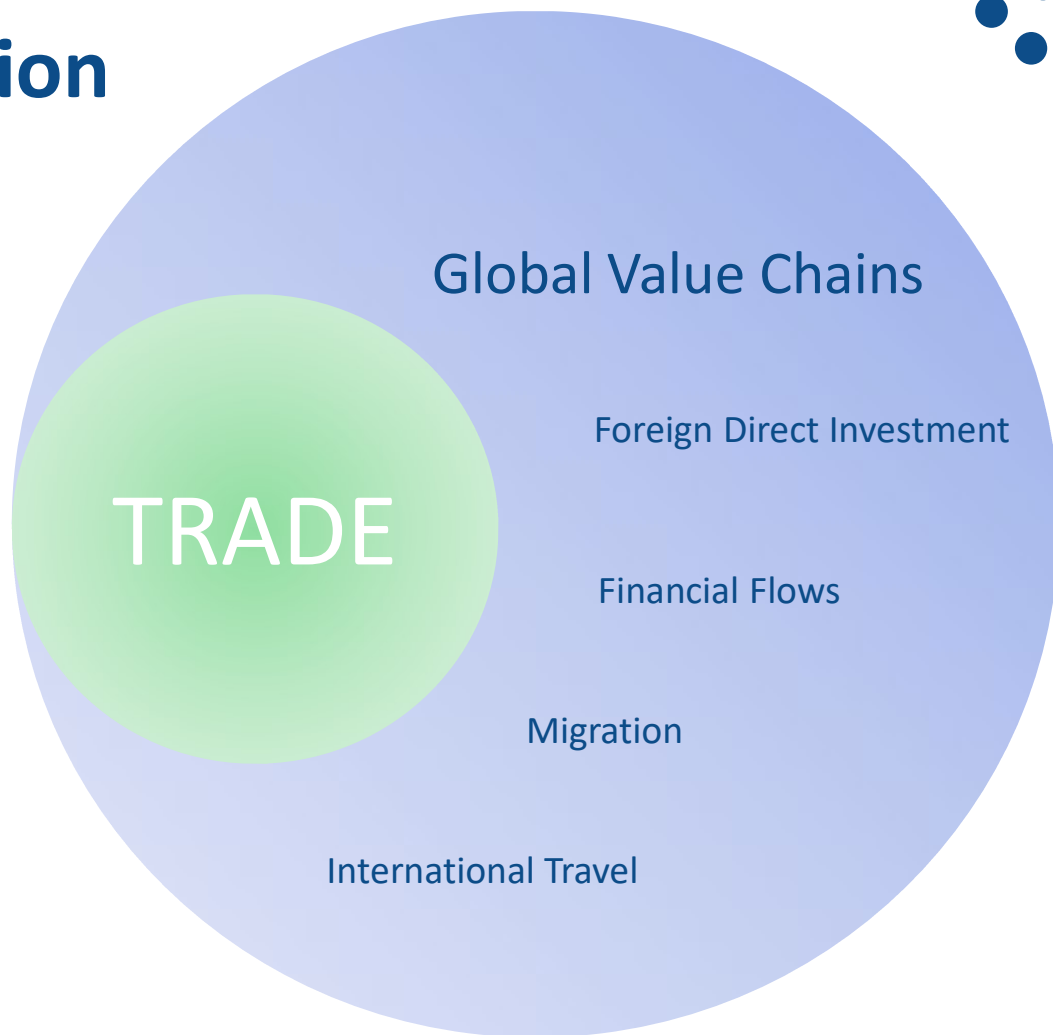 ion
Global Value Chains
Foreign Direct Investment
TRADE
Financial Flows
Migration
International Travel